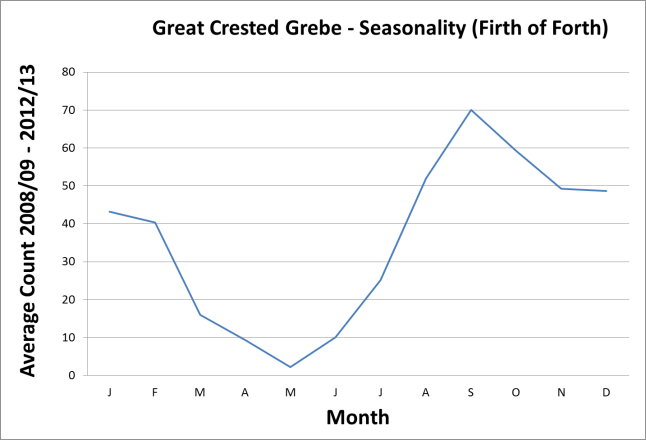 Great Crested Grebe - Seasonality (Firth of Forth)
Average Count 2008/09 - 2012/13
80
70
60
50
40
30
20
10
0
J F M A M J J A S O N D
Month